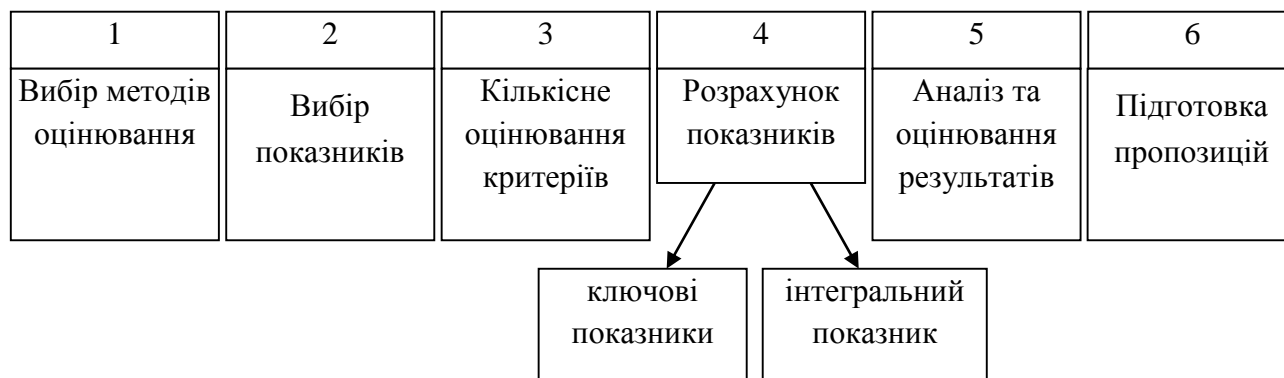 1
Вибір методів
оцінювання
2
Вибір
показників
3
Кількісне
оцінювання
критеріїв
4
Розрахунок
показників
5
Аналіз та
оцінювання
результатів
6
Підготовка
пропозицій
ключові
показники
інтегральний
показник